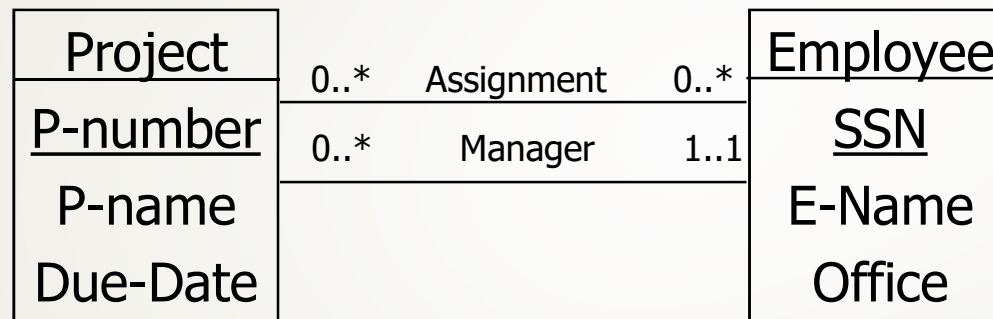 Project
P-number
P-name
Due-Date
0..* Assignment 0..*
0..* Manager 1..1
Employee
SSN
E-Name
Office